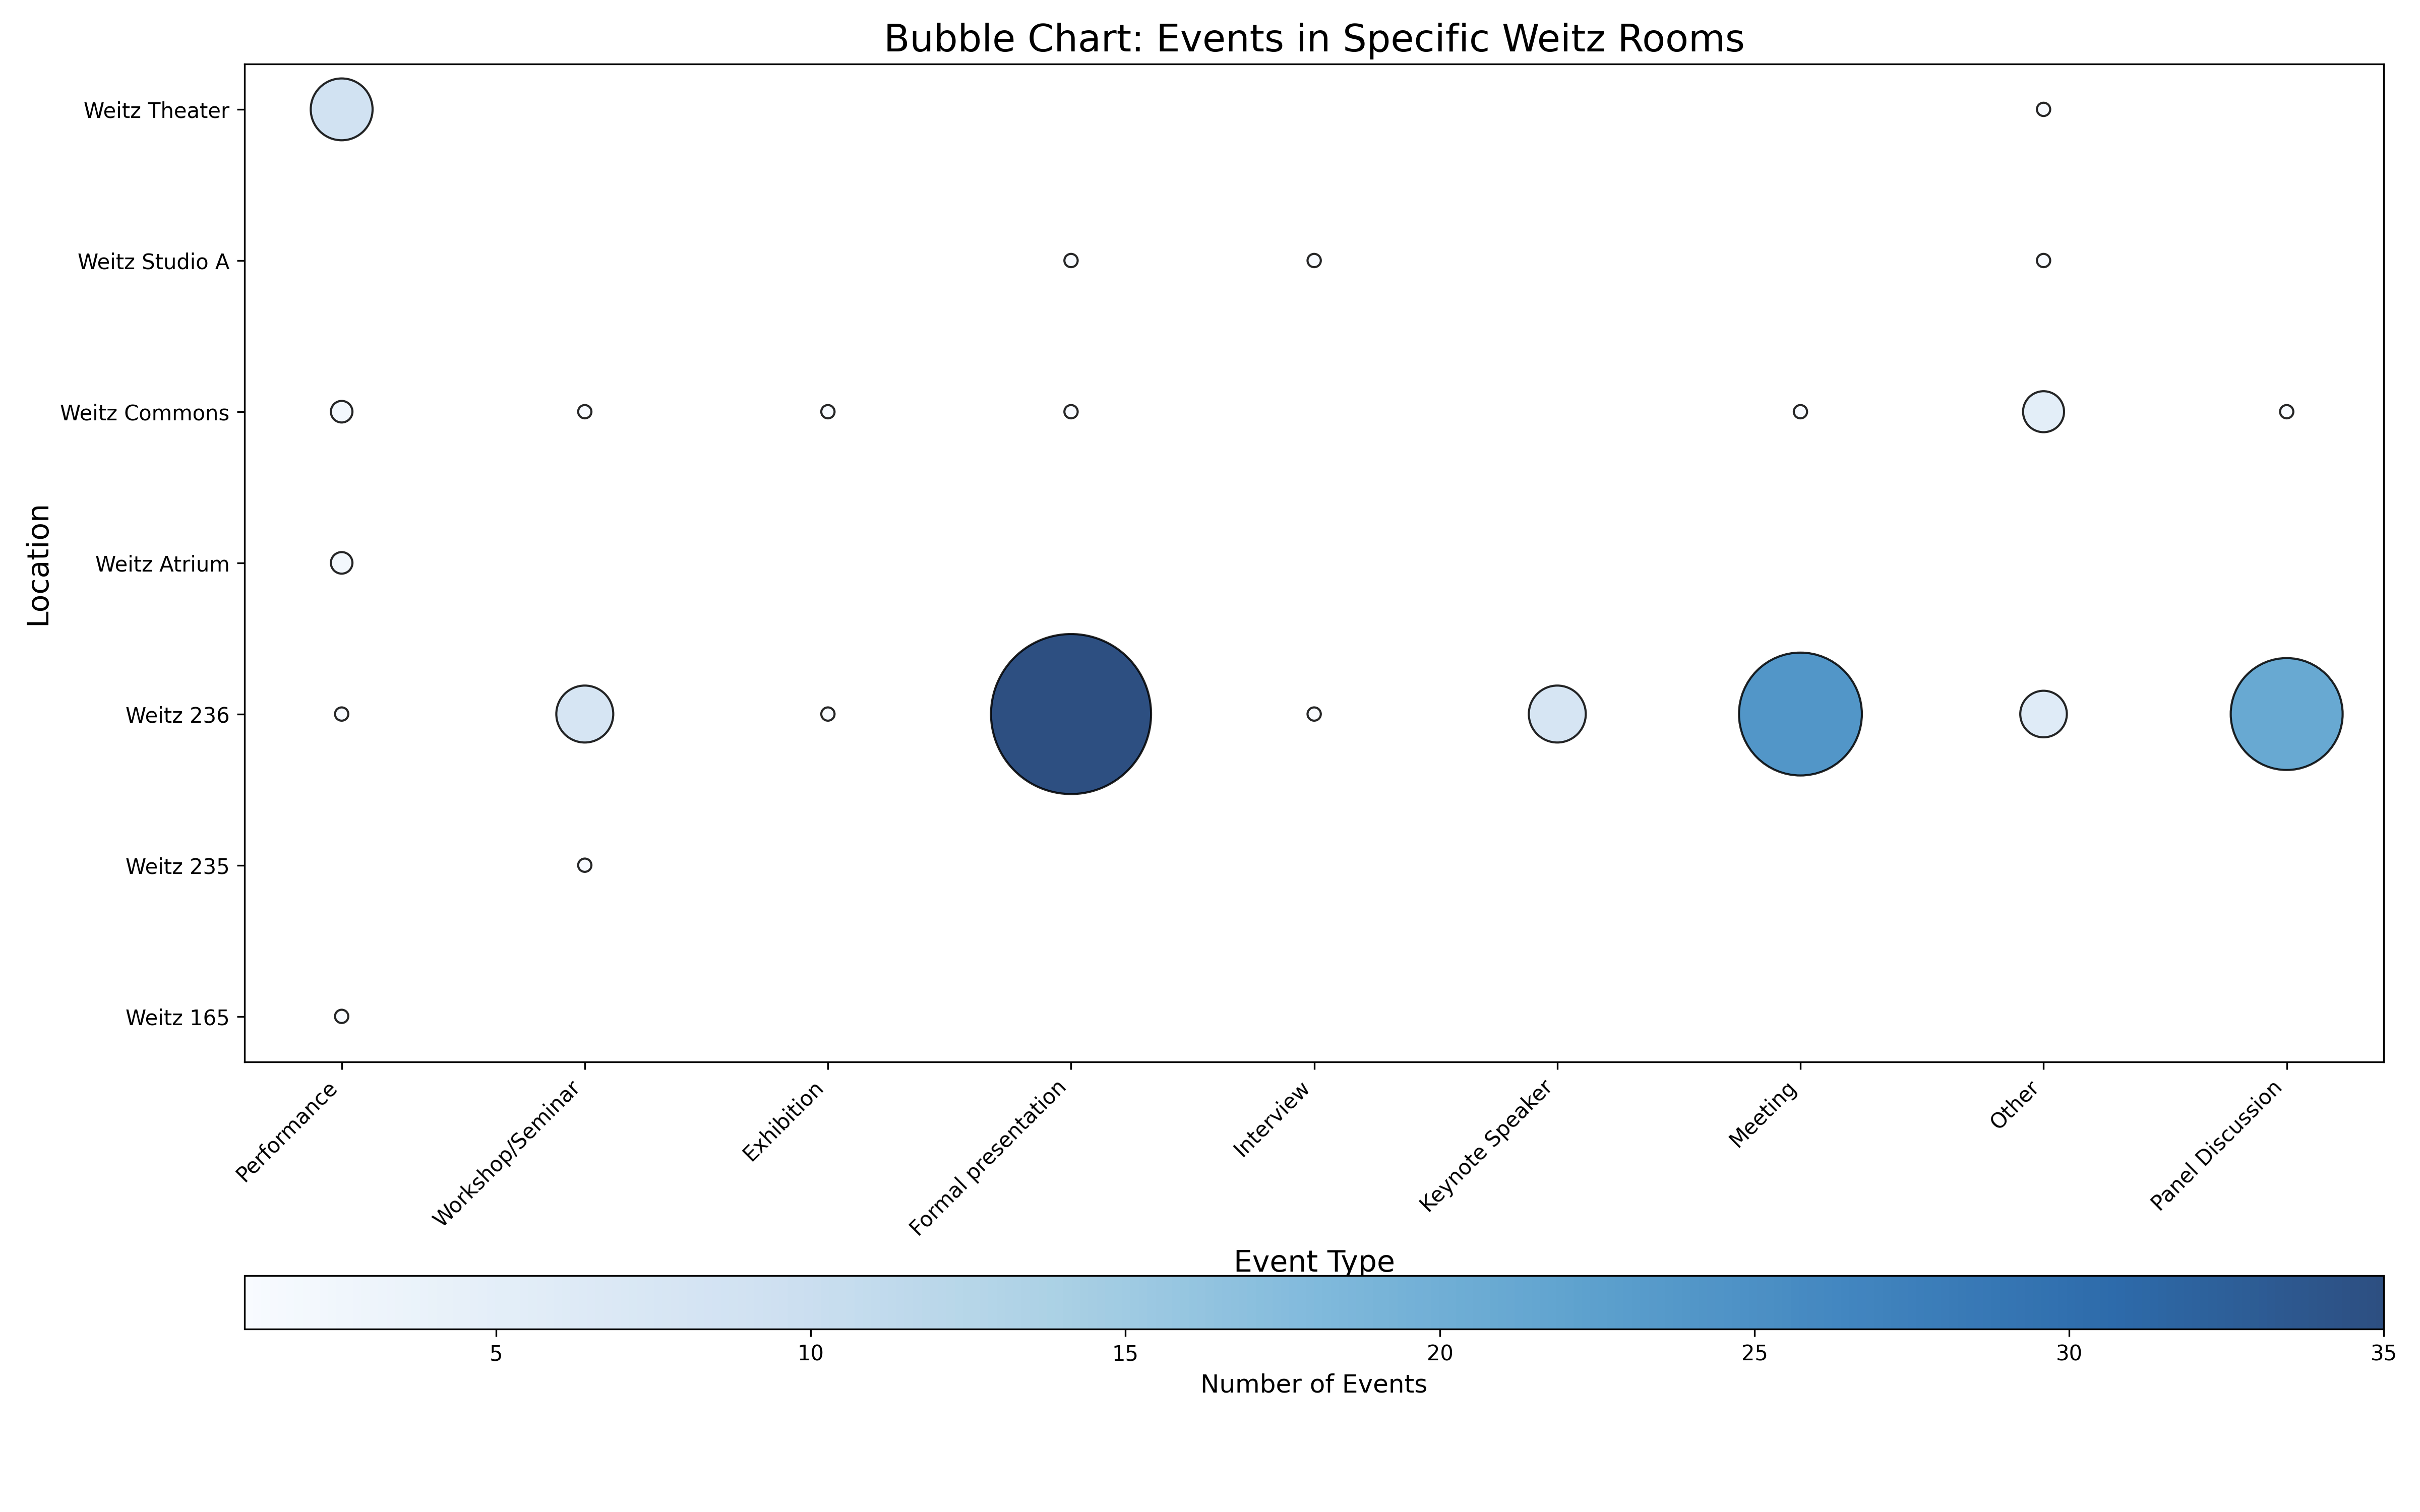 Bubble Chart: Events in Specific Weitz Rooms
Location
Weitz Theater
Weitz Studio A
Weitz Commons
Weitz Atrium
Weitz 236
Weitz 235
Weitz 165
Performance
Workshop/Seminar
Exhibition
Formal presentation
Interview
Keynote Speaker
Meeting
Other
Panel Discussion
Event Type
5 10 15 20 25 30 35
Number of Events